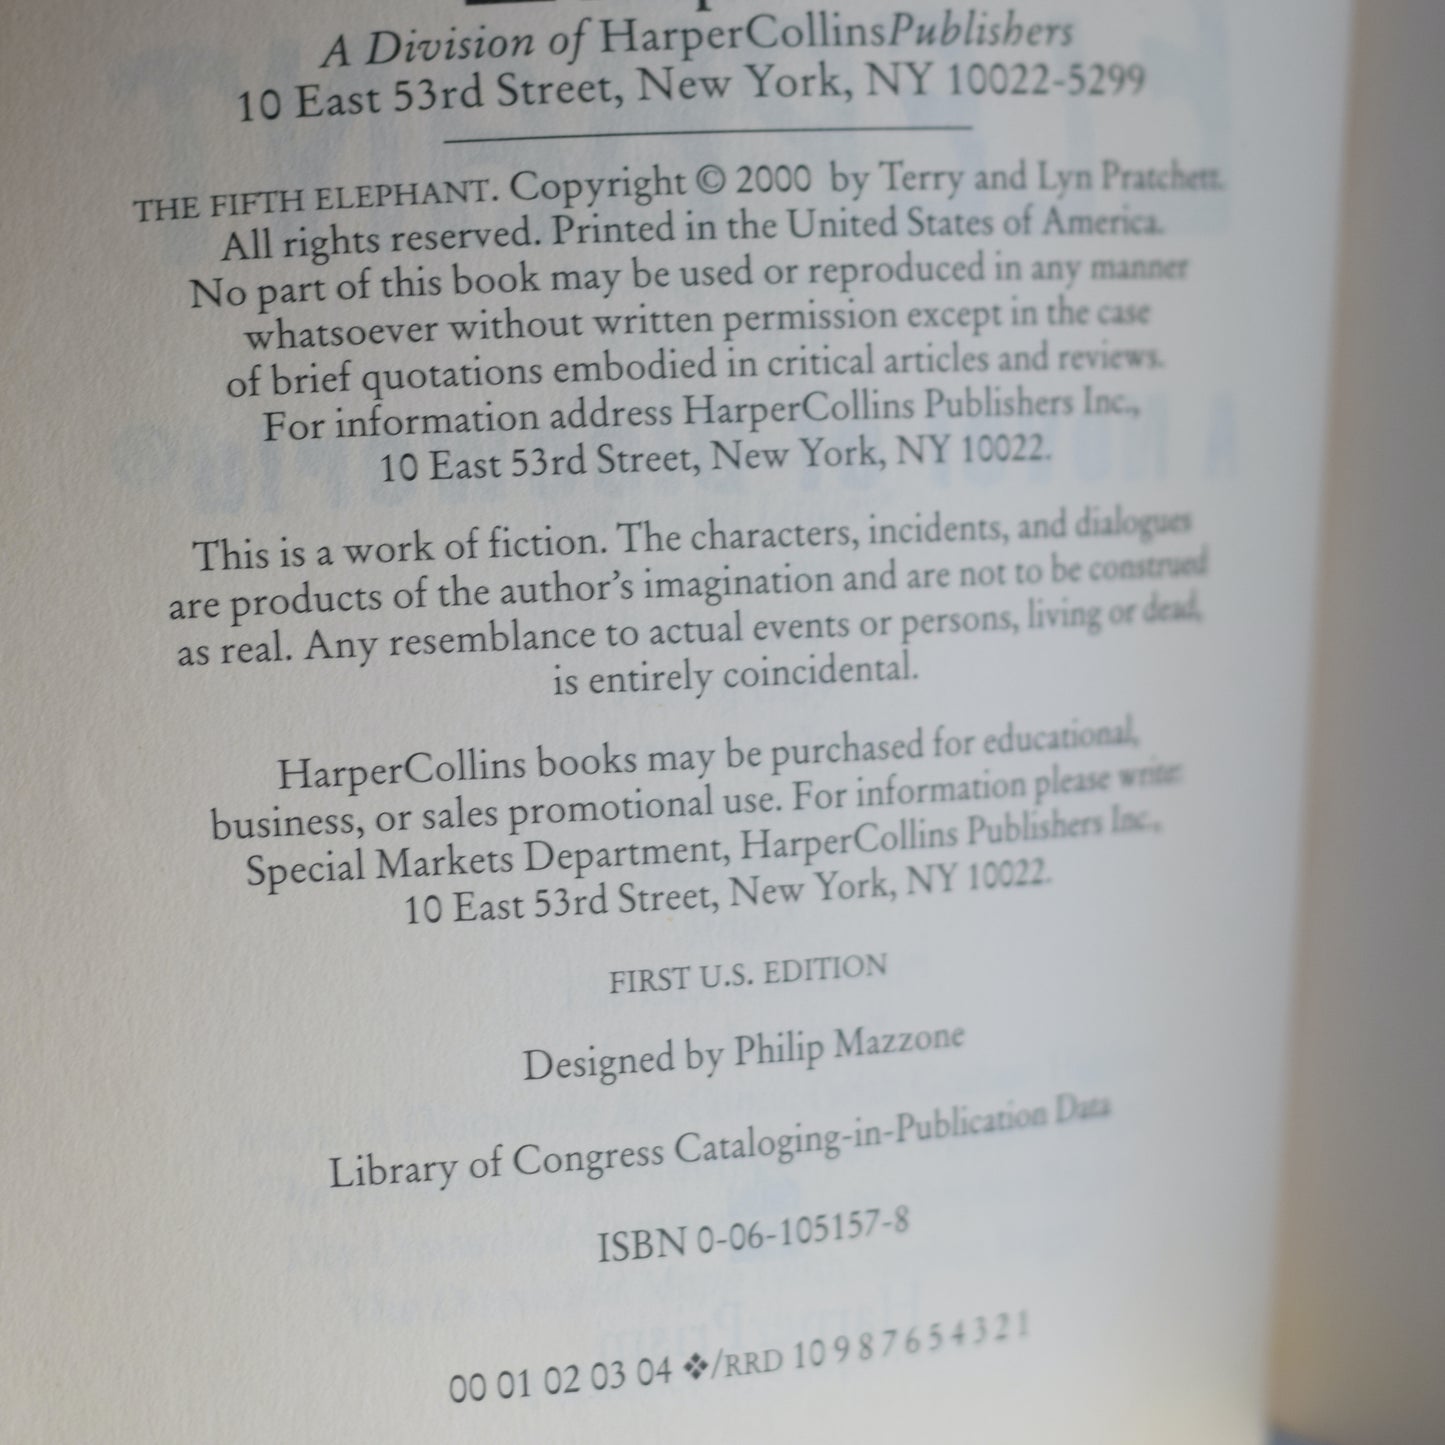 A Division of HarperCollinsPublishers
10 East 53rd Street, New York, NY 10022-5299
THE FIFTH ELEPHANT. Copyright © 2000 by Terry and Lyn Pratchett.
All rights reserved. Printed in the United States of America.
No part of this book may be used or reproduced in any manner
whatsoever without written permission except in the case
of brief quotations embodied in critical articles and reviews.
For information address HarperCollins Publishers Inc.,
10 East 53rd Street, New York, NY 10022.
This is a work of fiction. The characters, incidents, and dialogues
are products of the author's imagination and are not to be construed
as real. Any resemblance to actual events or persons, living or dead,
is entirely coincidental.
HarperCollins books may be purchased for educational,
business, or sales promotional use. For information please write:
Special Markets Department, HarperCollins Publishers Inc.,
10 East 53rd Street, New York, NY 10022.
FIRST U.S. EDITION
Designed by Philip Mazzone
Library of Congress Cataloging-in-Publication Data
ISBN 0-06-105157-8
00 01 02 03 04 ❖/RRD 10 9 8 7 6 5 4 3 2 1